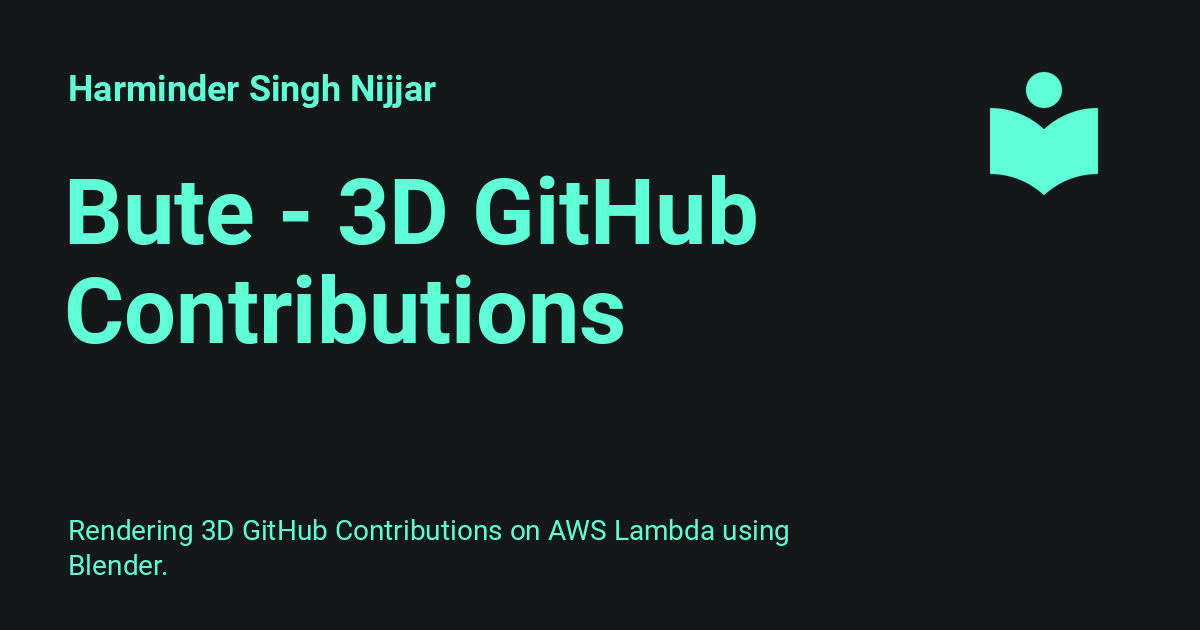 Harminder Singh Nijjar
Bute - 3D GitHub
Contributions
Rendering 3D GitHub Contributions on AWS Lambda using
Blender.